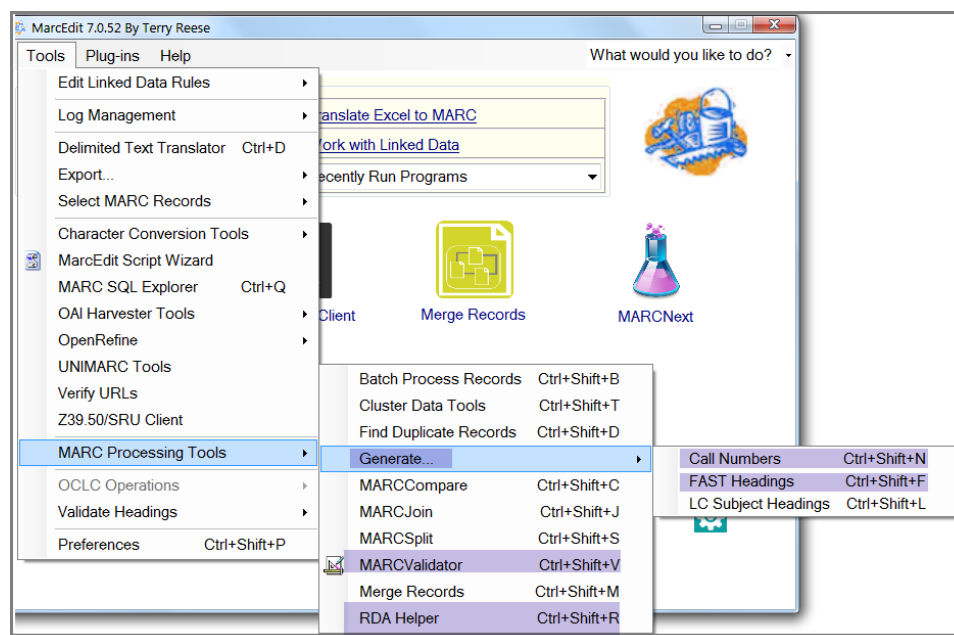 MarcEdit 7.0.52 By Terry Reese
Tools Plug-ins Help What would you like to do?
Edit Linked Data Rules
Log Management
Delimited Text Translator Ctrl+D
Export...
Select MARC Records
Character Conversion Tools
MarcEdit Script Wizard
MARC SQL Explorer Ctrl+Q
OAI Harvester Tools
OpenRefine
UNIMARC Tools
Verify URLs
Z39.50/SRU Client
MARC Processing Tools
OCLC Operations
Validate Headings
Preferences Ctrl+Shift+P
ranslate Excel to MARC
ork with Linked Data
ecently Run Programs
Client
Merge Records
MARCNext
Batch Process Records Ctrl+Shift+B
Cluster Data Tools Ctrl+Shift+T
Find Duplicate Records Ctrl+Shift+D
Generate...
MARCCompare Ctrl+Shift+C
MARCJoin Ctrl+Shift+J
MARCSplit Ctrl+Shift+S
MARCValidator Ctrl+Shift+V
Merge Records Ctrl+Shift+M
RDA Helper Ctrl+Shift+R
Call Numbers Ctrl+Shift+N
FAST Headings Ctrl+Shift+F
LC Subject Headings Ctrl+Shift+L